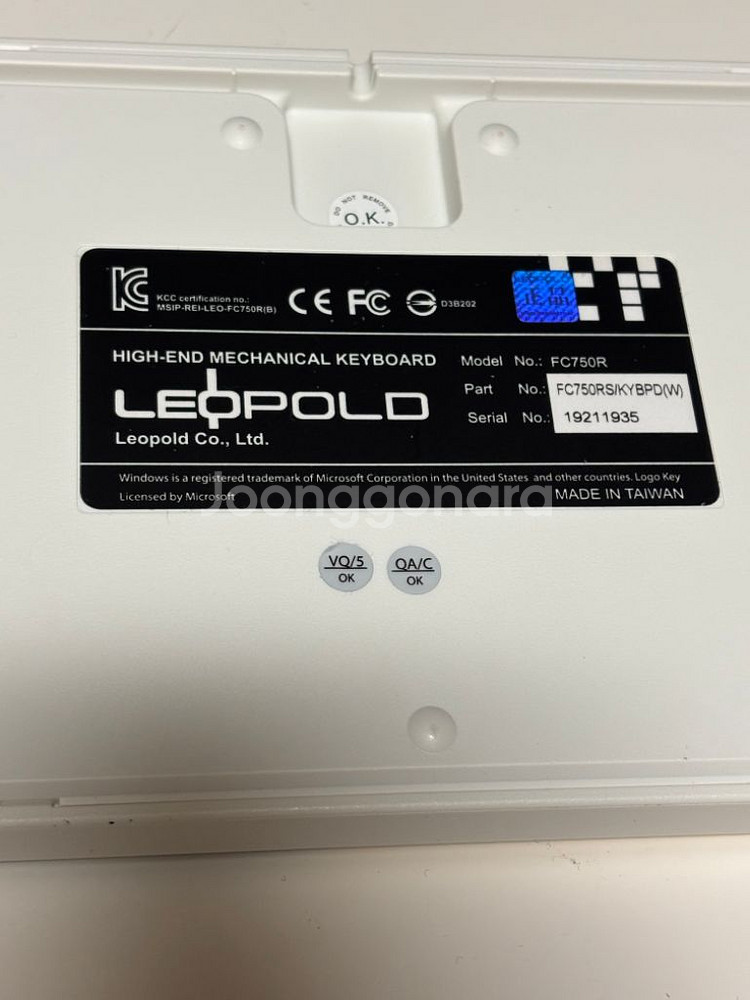 DO NOT REMOVE
O.K.
KC
KCC certification no.:
MSIP-REI-LEO-FC750R(B)
CE FC
D3B202
正品
HIGH-END MECHANICAL KEYBOARD
LEOPOLD
Leopold Co., Ltd.
Model No.: FC750R
Part No.: FC750RS/KYBPD(W)
Serial No.: 19211935
Windows is a registered trademark of Microsoft Corporation in the United States and other countries. Logo Key
Licensed by Microsoft
MADE IN TAIWAN
Joonggonara
VQ/5
OK
QA/C
OK